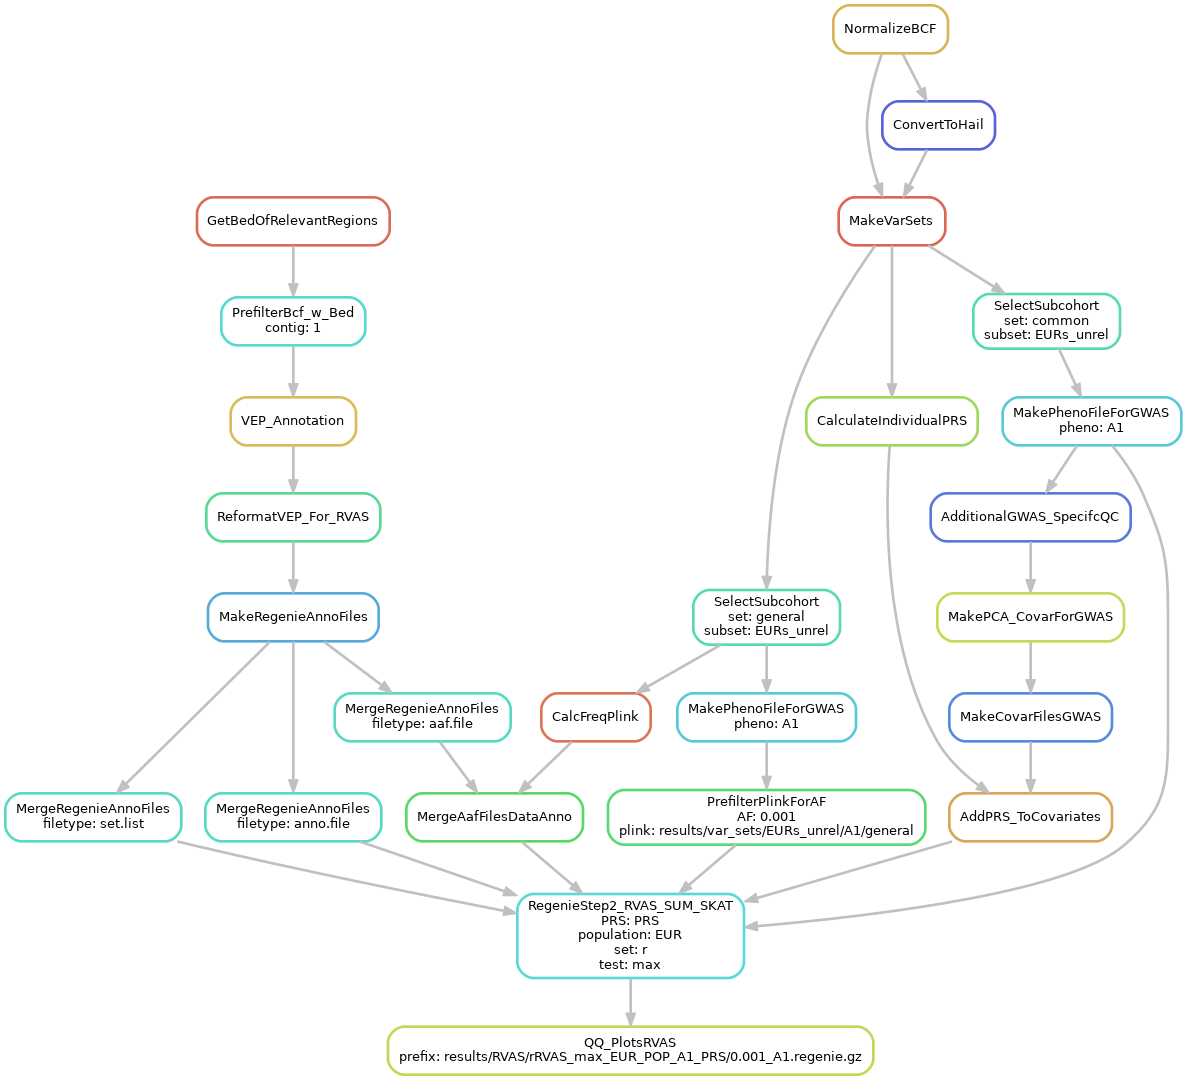 NormalizeBCF
ConvertToHail
GetBedOfRelevantRegions
MakeVarSets
PrefilterBcf_w_Bed
contig: 1
SelectSubcohort
set: common
subset: EURs_unrel
VEP_Annotation
CalculateIndividualPRS
MakePhenoFileForGWAS
pheno: A1
ReformatVEP_For_RVAS
AdditionalGWAS_SpecifcQC
MakeRegenieAnnoFiles
SelectSubcohort
set: general
subset: EURs_unrel
MakePCA_CovarForGWAS
MergeRegenieAnnoFiles
filetype: aaf.file
CalcFreqPlink
MakePhenoFileForGWAS
pheno: A1
MakeCovarFilesGWAS
MergeRegenieAnnoFiles
filetype: set.list
MergeRegenieAnnoFiles
filetype: anno.file
MergeAafFilesDataAnno
PrefilterPlinkForAF
AF: 0.001
plink: results/var_sets/EURs_unrel/A1/general
AddPRS_ToCovariates
RegenieStep2_RVAS_SUM_SKAT
PRS: PRS
population: EUR
set: r
test: max
QQ_PlotsRVAS
prefix: results/RVAS/rRVAS_max_EUR_POP_A1_PRS/0.001_A1.regenie.gz